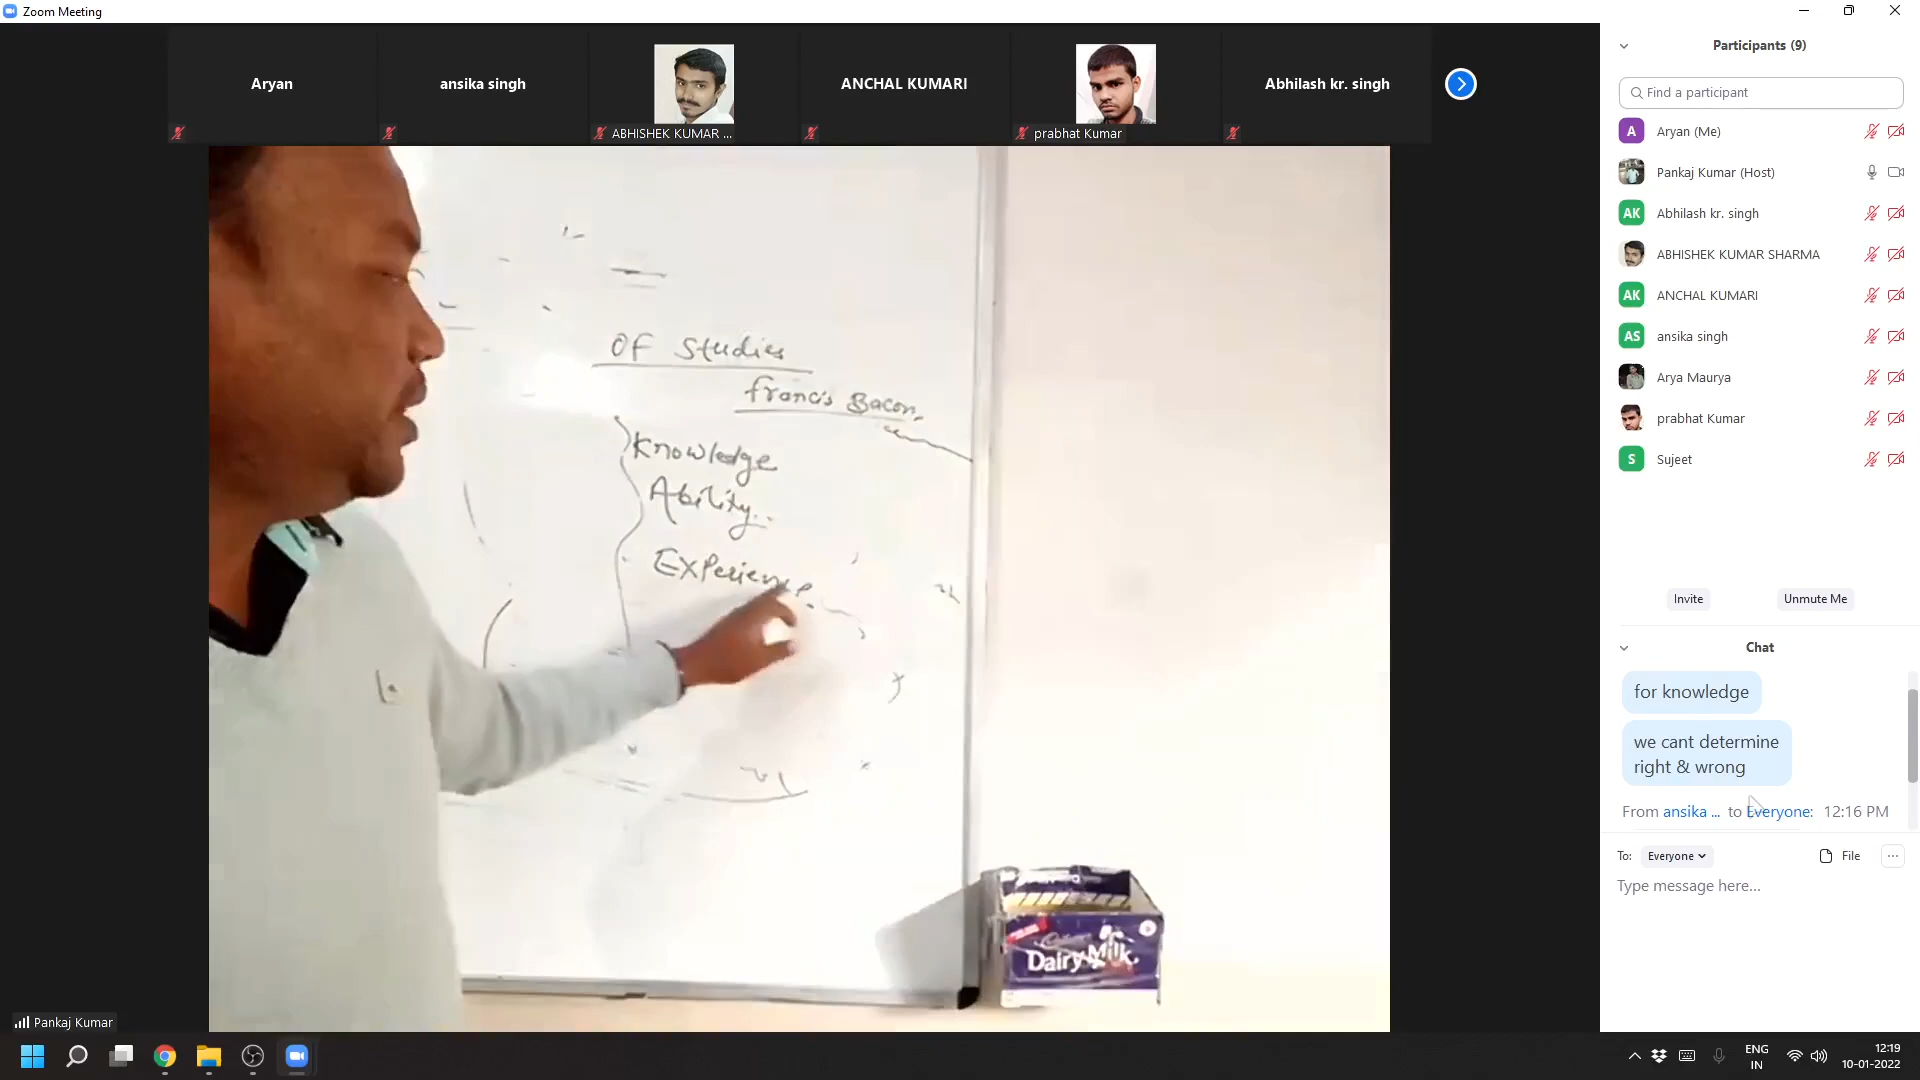 Zoom Meeting
Aryan
ansika singh
ABHISHEK KUMAR ...
ANCHAL KUMARI
prabhat Kumar
Abhilash kr. singh
OF Studies
francis Bacon
Knowledge
Ability..
Experience.
Dairy Milk
Pankaj Kumar
Participants (9)
Find a participant
A Aryan (Me)
Pankaj Kumar (Host)
AK Abhilash kr. singh
ABHISHEK KUMAR SHARMA
AK ANCHAL KUMARI
AS ansika singh
Arya Maurya
prabhat Kumar
S Sujeet
Invite Unmute Me
Chat
for knowledge
we cant determine
right & wrong
From ansika ... to Everyone: 12:16 PM
To: Everyone File
Type message here...
ENG
IN
12:19
10-01-2022